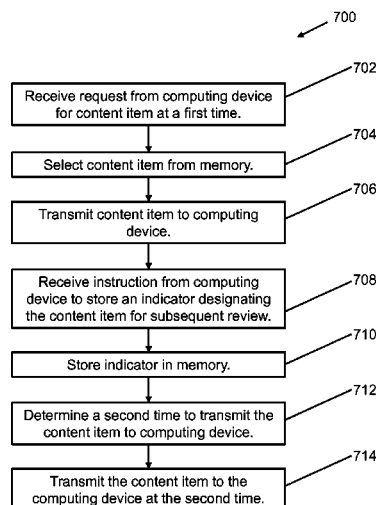 700
702
Receive request from computing device
for content item at a first time.
704
Select content item from memory.
706
Transmit content item to computing
device.
708
Receive instruction from computing
device to store an indicator designating
the content item for subsequent review.
710
Store indicator in memory.
712
Determine a second time to transmit the
content item to computing device.
714
Transmit the content item to the
computing device at the second time.